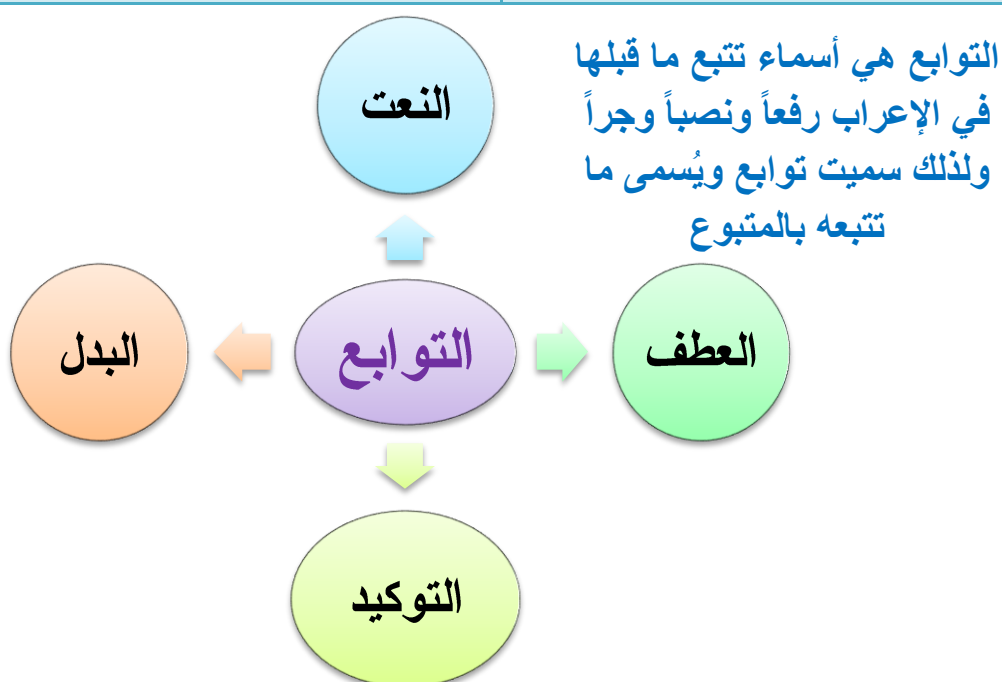 التوابع هي أسماء تتبع ما قبلها
في الإعراب رفعاً ونصباً وجراً
ولذلك سميت توابع ويُسمى ما
تتبعه بالمتبوع
النعت
العطف
التوابع
البدل
التوكيد